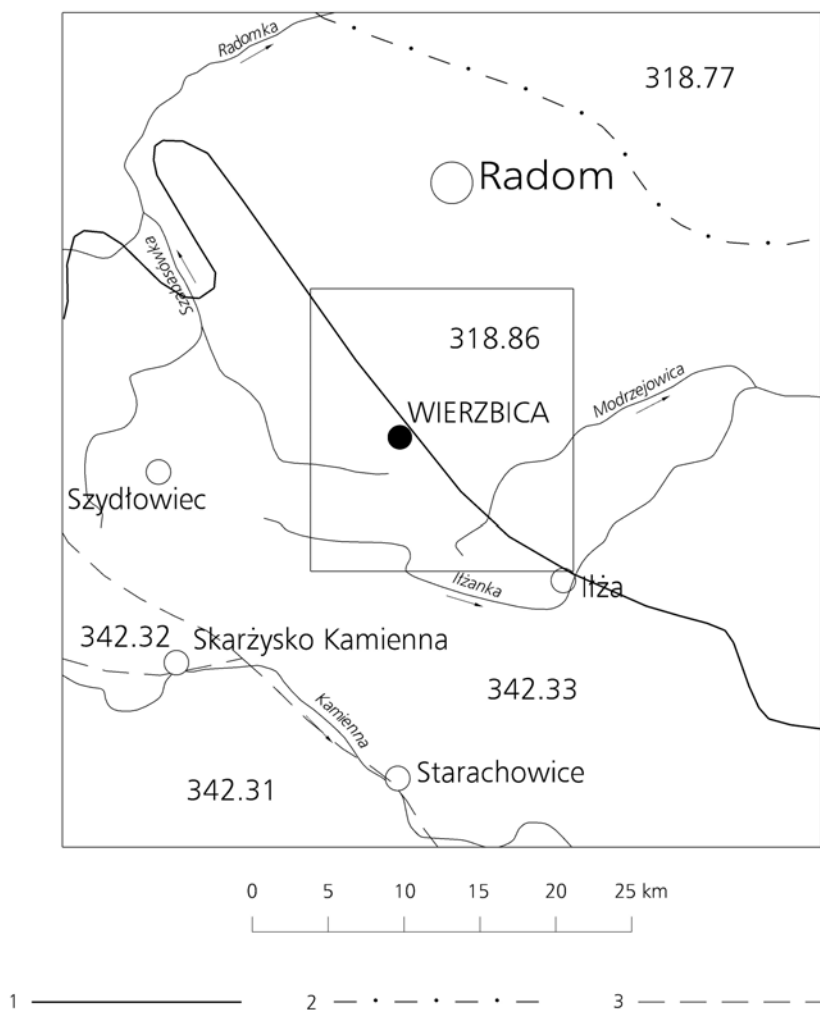 Radomka
318.77
Radom
Szabasówka
318.86
Modrzejowica
WIERZBICA
Szydłowiec
Iłżanka
Iłża
342.32
Skarżysko Kamienna
342.33
Kamienna
Starachowice
342.31
0 5 10 15 20 25 km
1 2 3